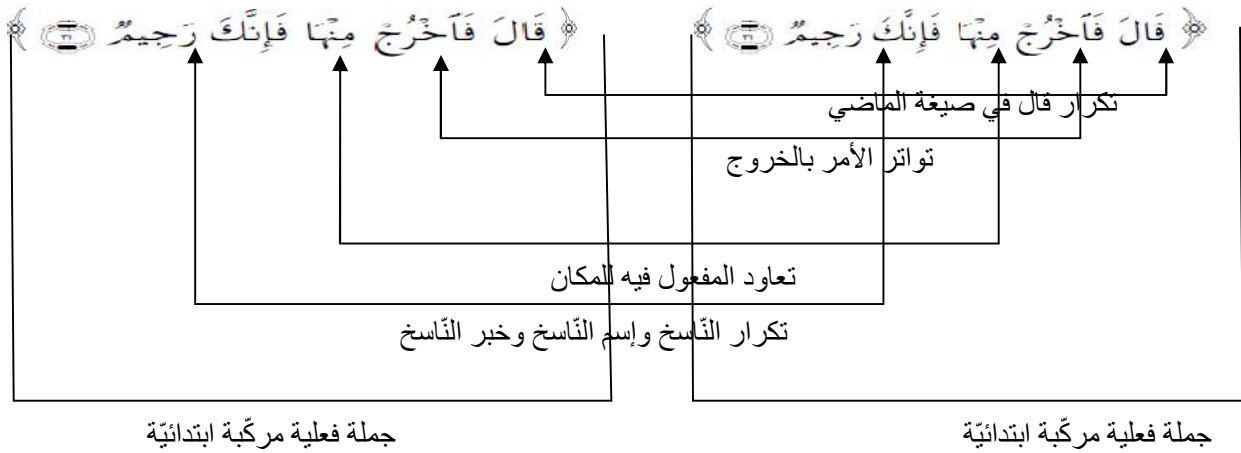 ﴿ قَالَ فَٱخْرُجْ مِنْهَا فَإِنَّكَ رَجِيمٌ ﴾ ﴿ قَالَ فَٱخْرُجْ مِنْهَا فَإِنَّكَ رَجِيمٌ ﴾
تكرار قال في صيغة الماضي
تواتر الأمر بالخروج
تعاود المفعول فيه للمكان
تكرار النّاسخ وإسم النّاسخ وخبر النّاسخ
جملة فعلية مركّبة ابتدائيّة جملة فعلية مركّبة ابتدائيّة